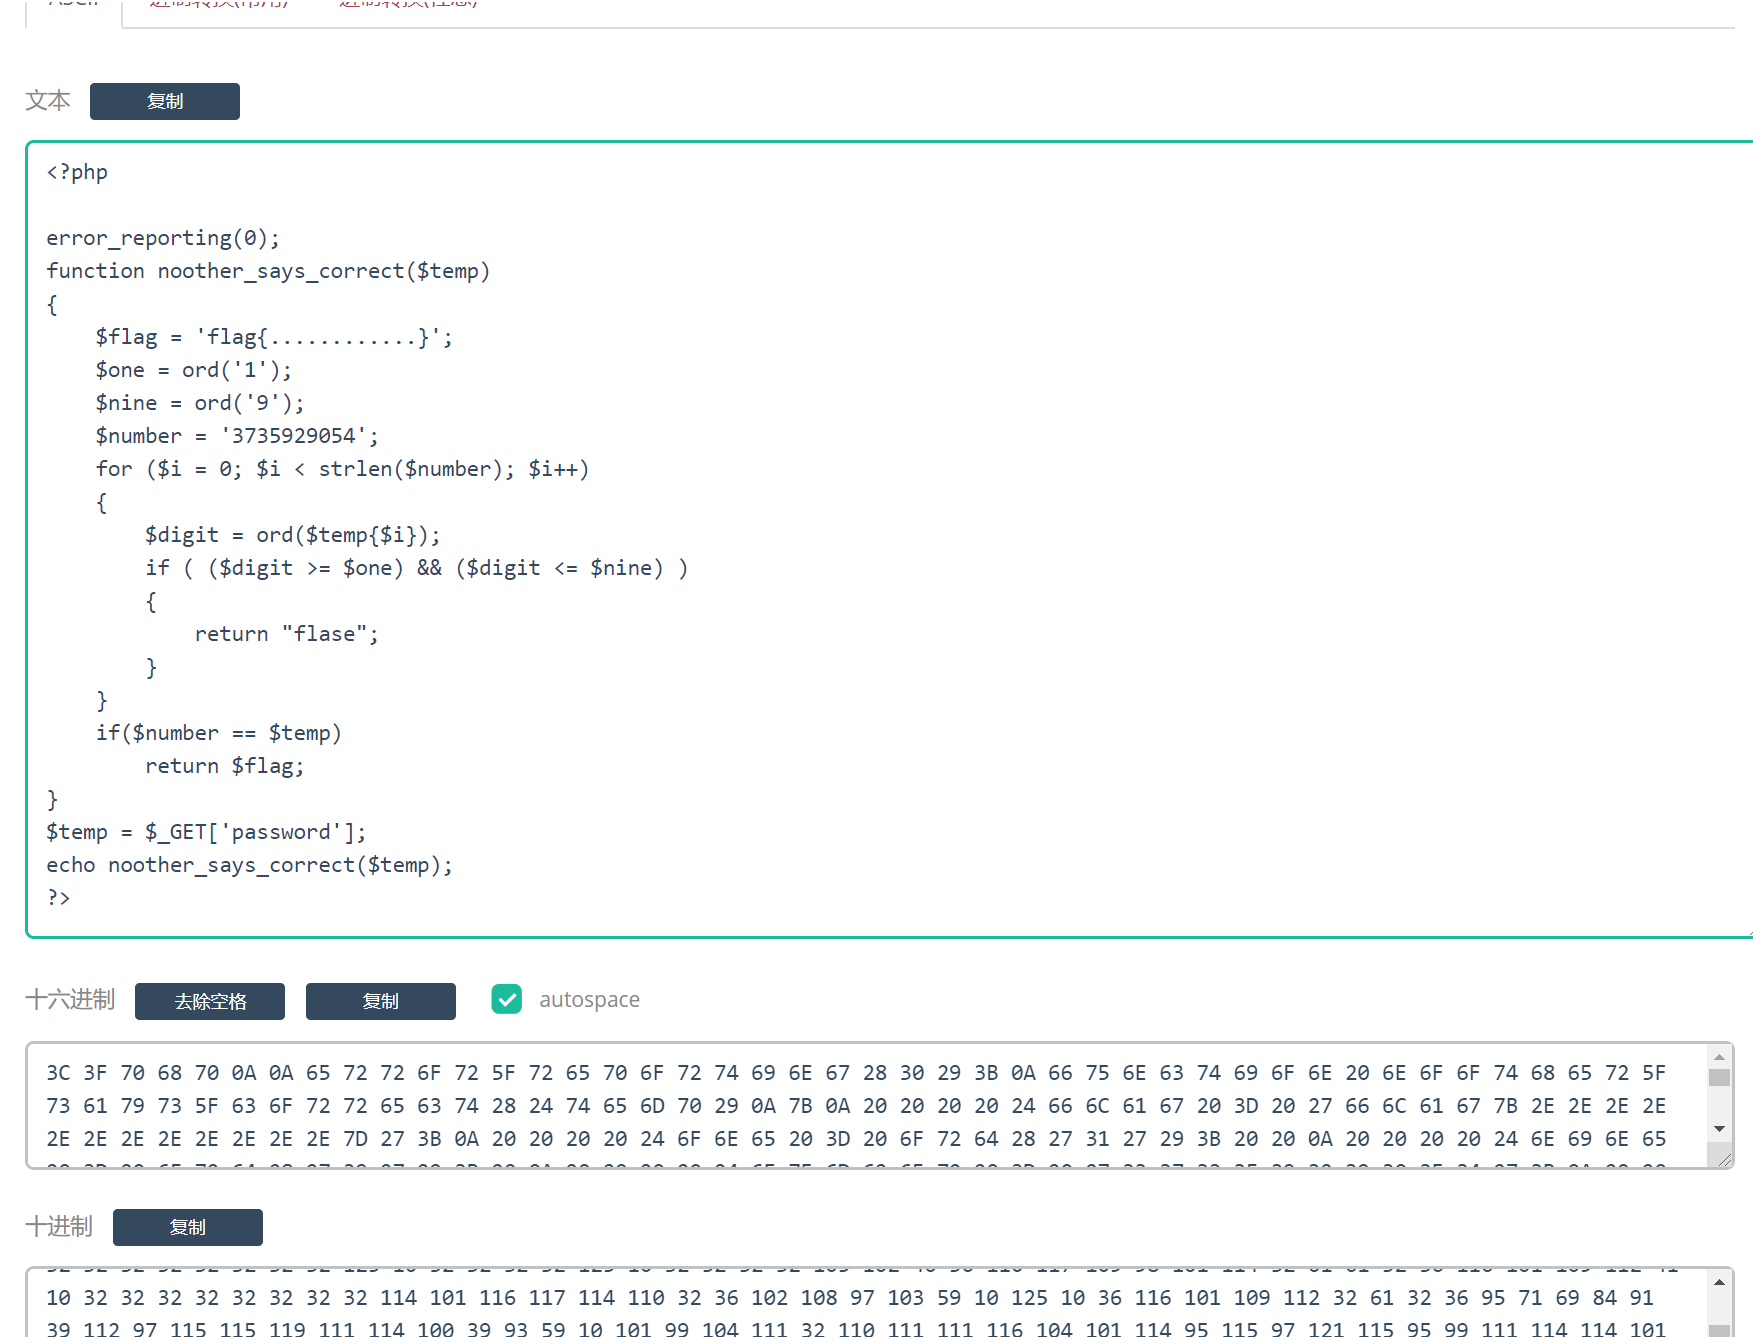 文本 复制
<?php
error_reporting(0);
function noother_says_correct($temp)
{
    $flag = 'flag{............}';
    $one = ord('1');
    $nine = ord('9');
    $number = '3735929054';
    for ($i = 0; $i < strlen($number); $i++)
    {
        $digit = ord($temp{$i});
        if ( ($digit >= $one) && ($digit <= $nine) )
        {
            return "flase";
        }
    }
    if($number == $temp)
        return $flag;
}
$temp = $_GET['password'];
echo noother_says_correct($temp);
?>
十六进制 去除空格 复制 autospace
3C 3F 70 68 70 0A 0A 65 72 72 6F 72 5F 72 65 70 6F 72 74 69 6E 67 28 30 29 3B 0A 66 75 6E 63 74 69 6F 6E 20 6E 6F 6F 74 68 65 72 5F
73 61 79 73 5F 63 6F 72 72 65 63 74 28 24 74 65 6D 70 29 0A 7B 0A 20 20 20 20 24 66 6C 61 67 20 3D 20 27 66 6C 61 67 7B 2E 2E 2E 2E
2E 2E 2E 2E 2E 2E 2E 2E 7D 27 3B 0A 20 20 20 20 24 6F 6E 65 20 3D 20 6F 72 64 28 27 31 27 29 3B 20 20 0A 20 20 20 20 24 6E 69 6E 65
十进制 复制
10 32 32 32 32 32 32 32 32 114 101 116 117 114 110 32 36 102 108 97 103 59 10 125 10 36 116 101 109 112 32 61 32 36 95 71 69 84 91
39 112 97 115 115 119 111 114 100 39 93 59 10 101 99 104 111 32 110 111 111 116 104 101 114 95 115 97 121 115 95 99 111 114 114 101